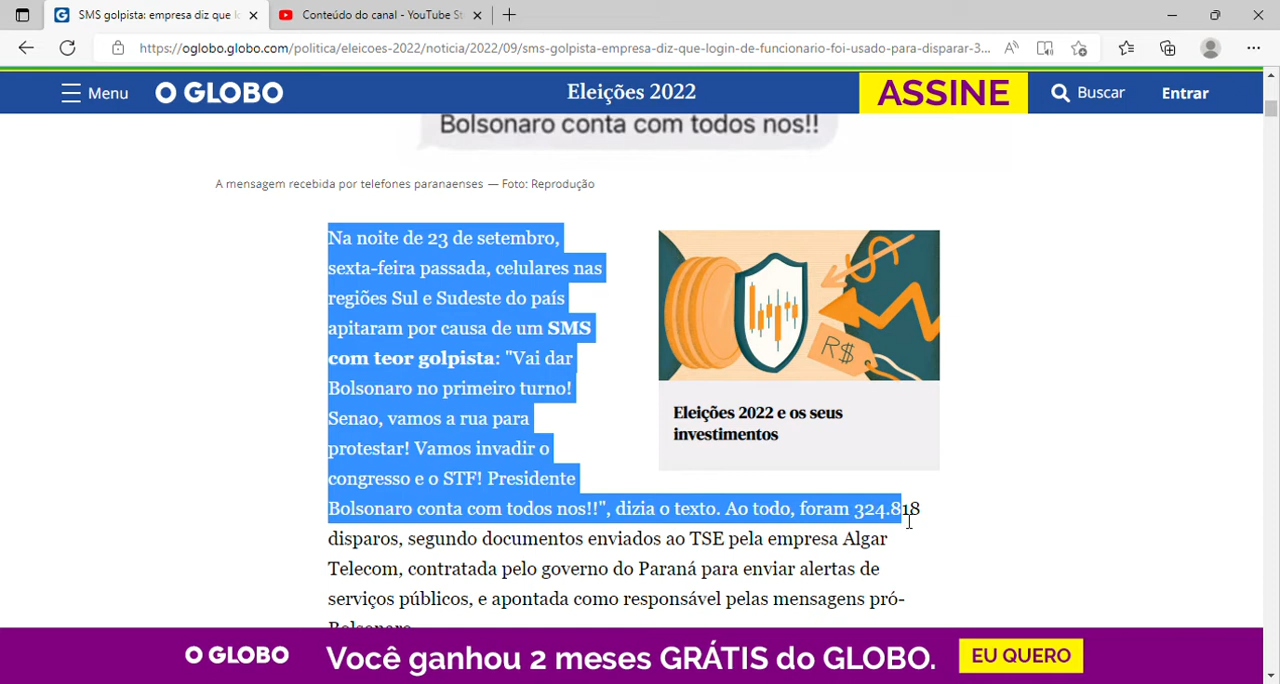 SMS golpista: empresa diz que lo
Conteúdo do canal - YouTube St
https://oglobo.globo.com/politica/eleicoes-2022/noticia/2022/09/sms-golpista-empresa-diz-que-login-de-funcionario-foi-usado-para-disparar-3...
Menu
O GLOBO
Eleições 2022
ASSINE
Buscar
Entrar
Bolsonaro conta com todos nos!!
A mensagem recebida por telefones paranaenses — Foto: Reprodução
Na noite de 23 de setembro,
sexta-feira passada, celulares nas
regiões Sul e Sudeste do país
apitaram por causa de um SMS
com teor golpista: "Vai dar
Bolsonaro no primeiro turno!
Senao, vamos a rua para
protestar! Vamos invadir o
congresso e o STF! Presidente
Bolsonaro conta com todos nos!!", dizia o texto. Ao todo, foram 324.818
disparos, segundo documentos enviados ao TSE pela empresa Algar
Telecom, contratada pelo governo do Paraná para enviar alertas de
serviços públicos, e apontada como responsável pelas mensagens pró-
Bolsonaro
R$
Eleições 2022 e os seus
investimentos
O GLOBO
Você ganhou 2 meses GRÁTIS do GLOBO.
EU QUERO